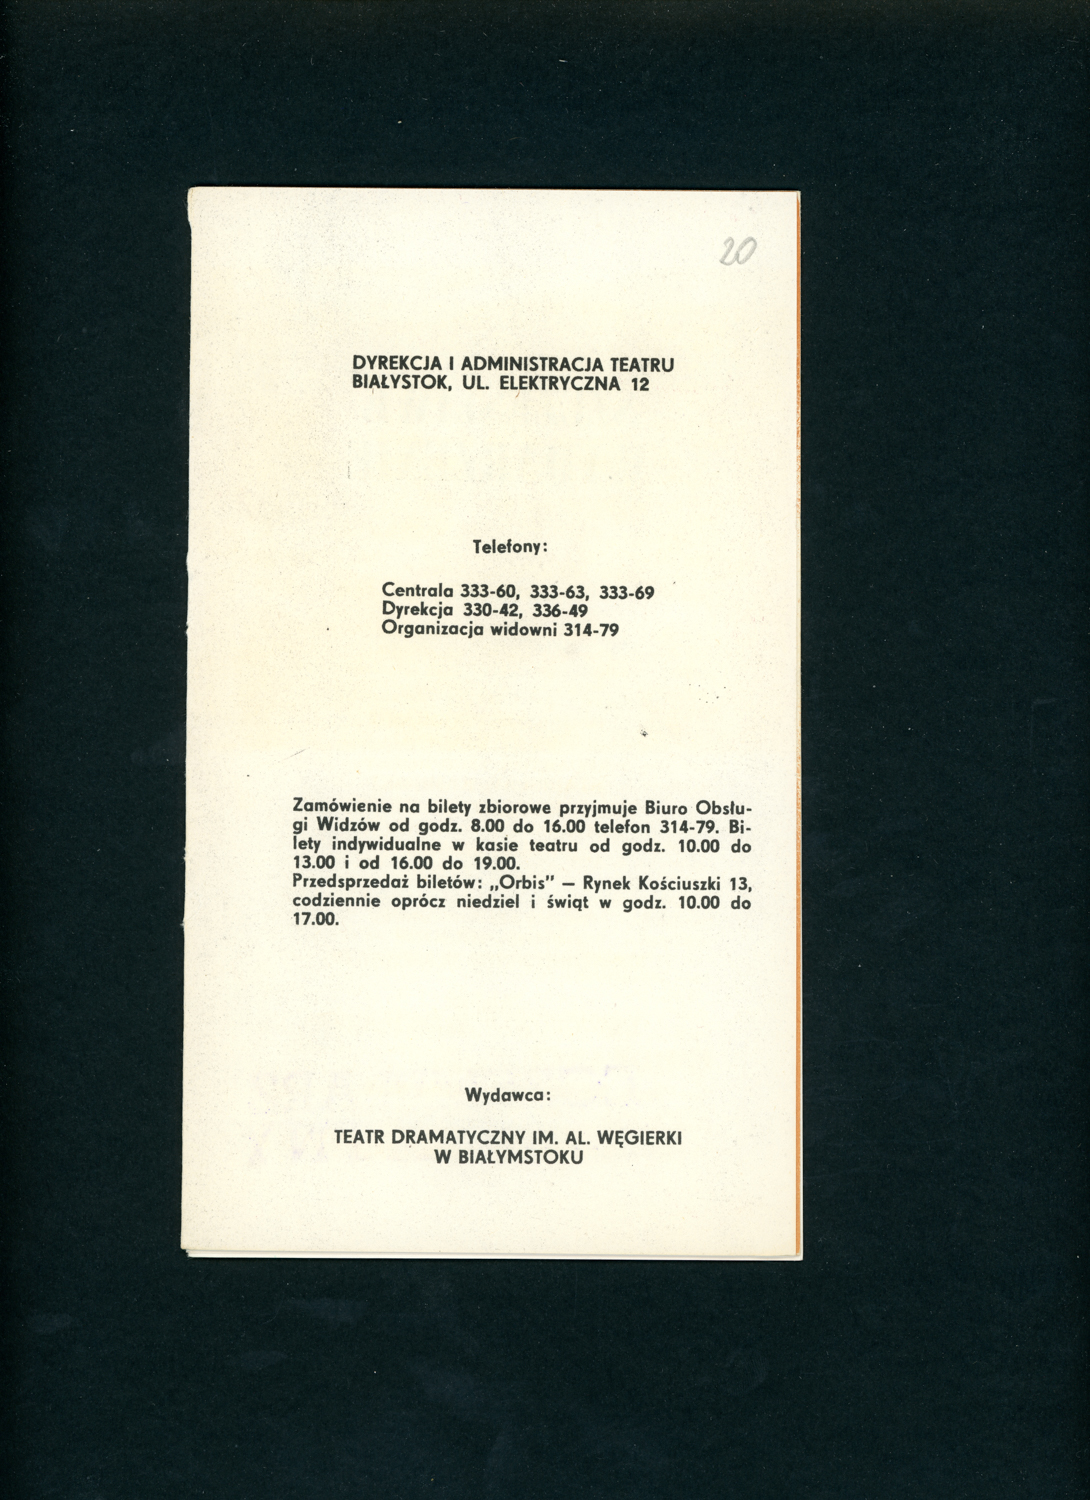 20
DYREKCJA I ADMINISTRACJA TEATRU
BIAŁYSTOK, UL. ELEKTRYCZNA 12
Telefony:
Centrala 333-60, 333-63, 333-69
Dyrekcja 330-42, 336-49
Organizacja widowni 314-79
Zamówienie na bilety zbiorowe przyjmuje Biuro Obsłu-
gi Widzów od godz. 8.00 do 16.00 telefon 314-79. Bi-
lety indywidualne w kasie teatru od godz. 10.00 do
13.00 i od 16.00 do 19.00.
Przedsprzedaż biletów: „Orbis" — Rynek Kościuszki 13,
codziennie oprócz niedziel i świąt w godz. 10.00 do
17.00.
Wydawca:
TEATR DRAMATYCZNY IM. AL. WĘGIERKI
W BIAŁYMSTOKU